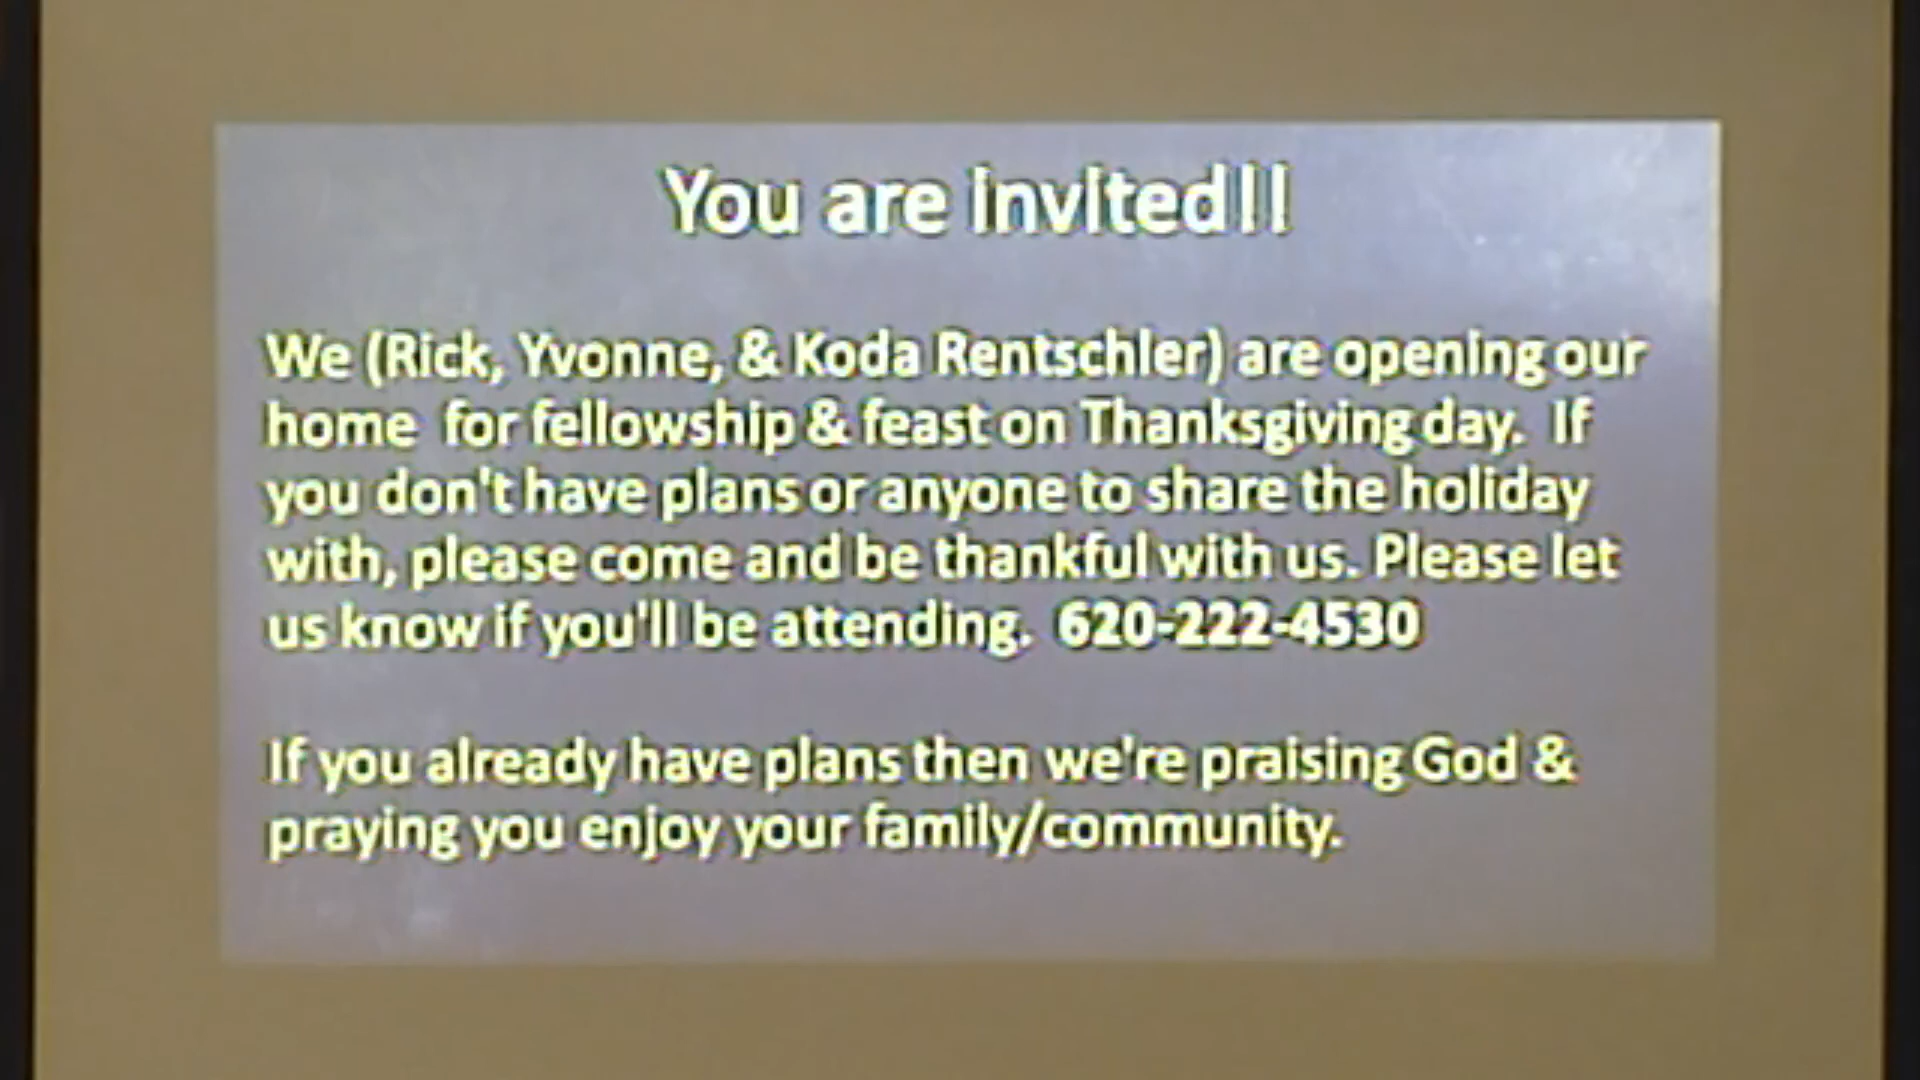 You are invited!!
We (Rick, Yvonne, & Koda Rentschler) are opening our
home for fellowship & feast on Thanksgiving day. If
you don't have plans or anyone to share the holiday
with, please come and be thankful with us. Please let
us know if you'll be attending. 620-222-4530
If you already have plans then we're praising God &
praying you enjoy your family/community.